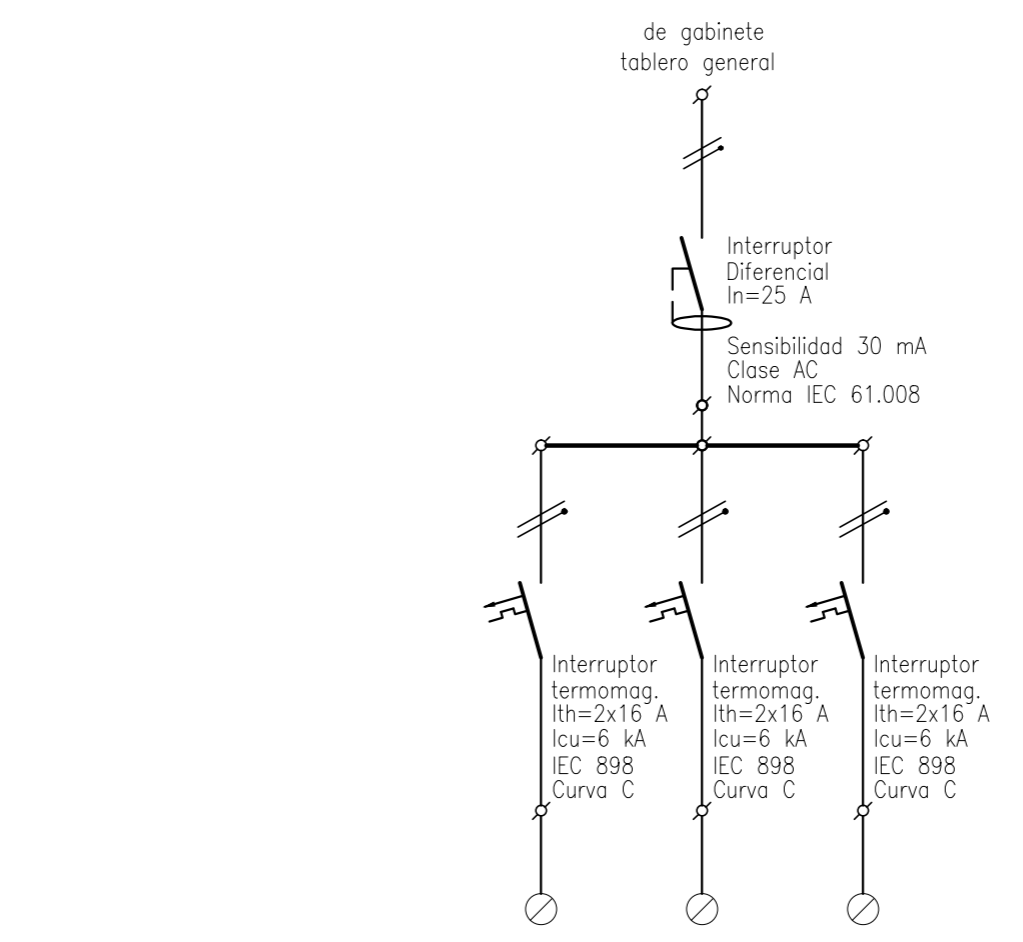 de gabinete
tablero general
Interruptor
Diferencial
In=25 A
Sensibilidad 30 mA
Clase AC
Norma IEC 61.008
Interruptor
termomag.
Ith=2x16 A
Icu=6 kA
IEC 898
Curva C
Interruptor
termomag.
Ith=2x16 A
Icu=6 kA
IEC 898
Curva C
Interruptor
termomag.
Ith=2x16 A
Icu=6 kA
IEC 898
Curva C